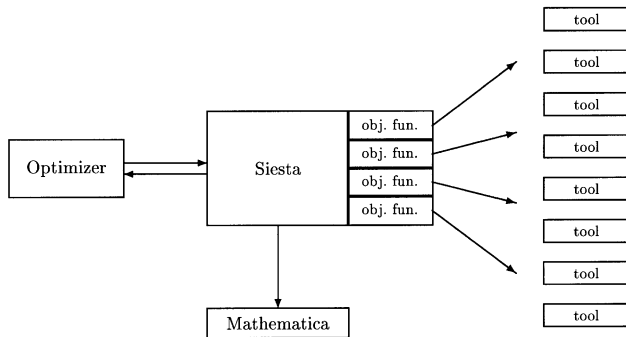 Optimizer
Siesta
obj. fun.
obj. fun.
obj. fun.
obj. fun.
Mathematica
tool
tool
tool
tool
tool
tool
tool
tool